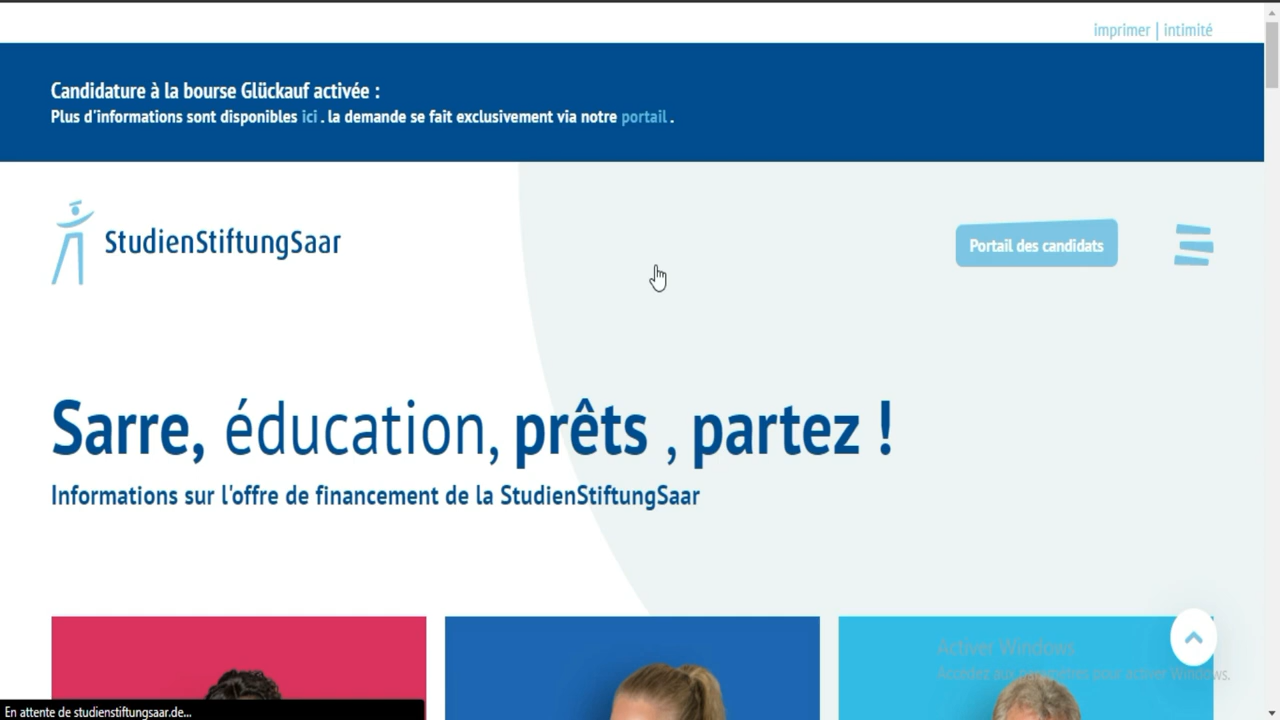 imprimer | intimité
Candidature à la bourse Glückauf activée :
Plus d'informations sont disponibles ici . la demande se fait exclusivement via notre portail .
StudienStiftungSaar
Portail des candidats
Sarre, éducation, prêts , partez !
Informations sur l'offre de financement de la StudienStiftungSaar
Activer Windows
Accédez aux paramètres pour activer Windows.
En attente de studienstiftungsaar.de...